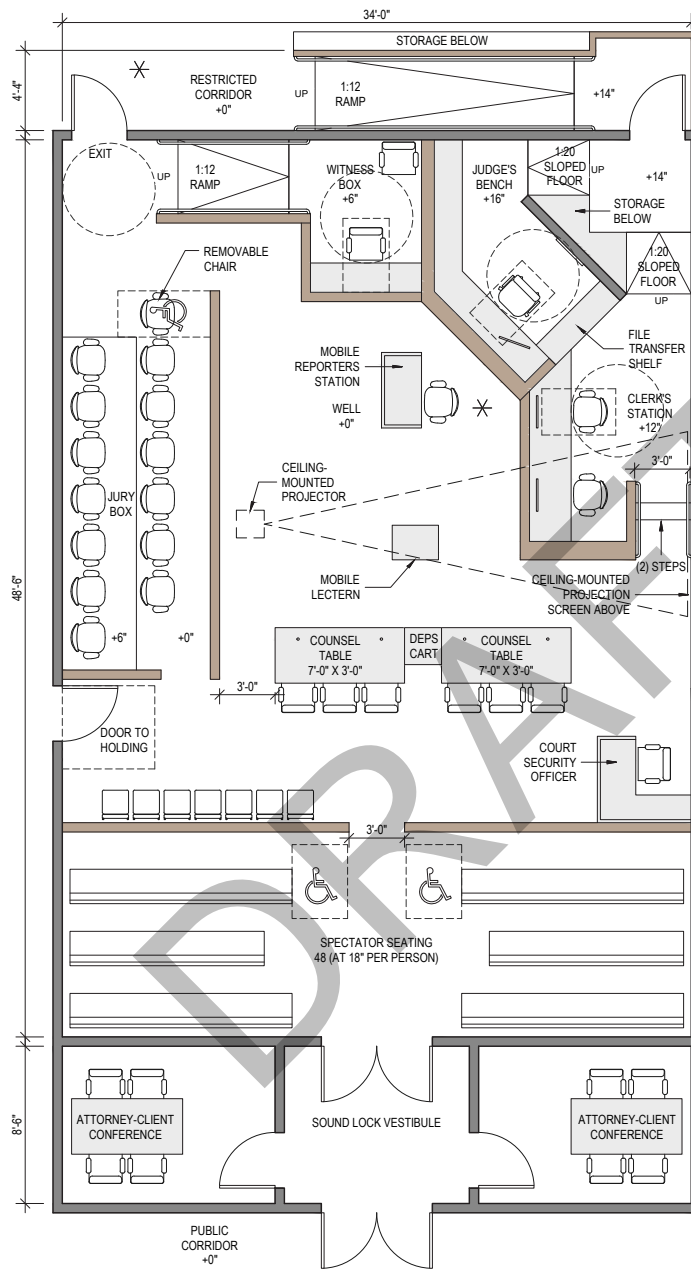 34'-0"
STORAGE BELOW
4'-4"
RESTRICTED
CORRIDOR
+0"
UP
1:12
RAMP
+14"
EXIT
UP
1:12
RAMP
WITNESS
BOX
+6"
JUDGE'S
BENCH
+16"
1:20
SLOPED
FLOOR
UP
+14"
STORAGE
BELOW
1:20
SLOPED
FLOOR
UP
REMOVABLE
CHAIR
MOBILE
REPORTERS
STATION
WELL
+0"
FILE
TRANSFER
SHELF
CLERK'S
STATION
+12"
3'-0"
CEILING-
MOUNTED
PROJECTOR
JURY
BOX
(2) STEPS
MOBILE
LECTERN
CEILING-MOUNTED
PROJECTION
SCREEN ABOVE
48'-6"
+6"
+0"
COUNSEL
TABLE
7'-0" X 3'-0"
DEPS
CART
COUNSEL
TABLE
7'-0" X 3'-0"
3'-0"
DOOR TO
HOLDING
COURT
SECURITY
OFFICER
3'-0"
SPECTATOR SEATING
48 (AT 18" PER PERSON)
8'-6"
ATTORNEY-CLIENT
CONFERENCE
SOUND LOCK VESTIBULE
ATTORNEY-CLIENT
CONFERENCE
PUBLIC
CORRIDOR
+0"
DRAFT